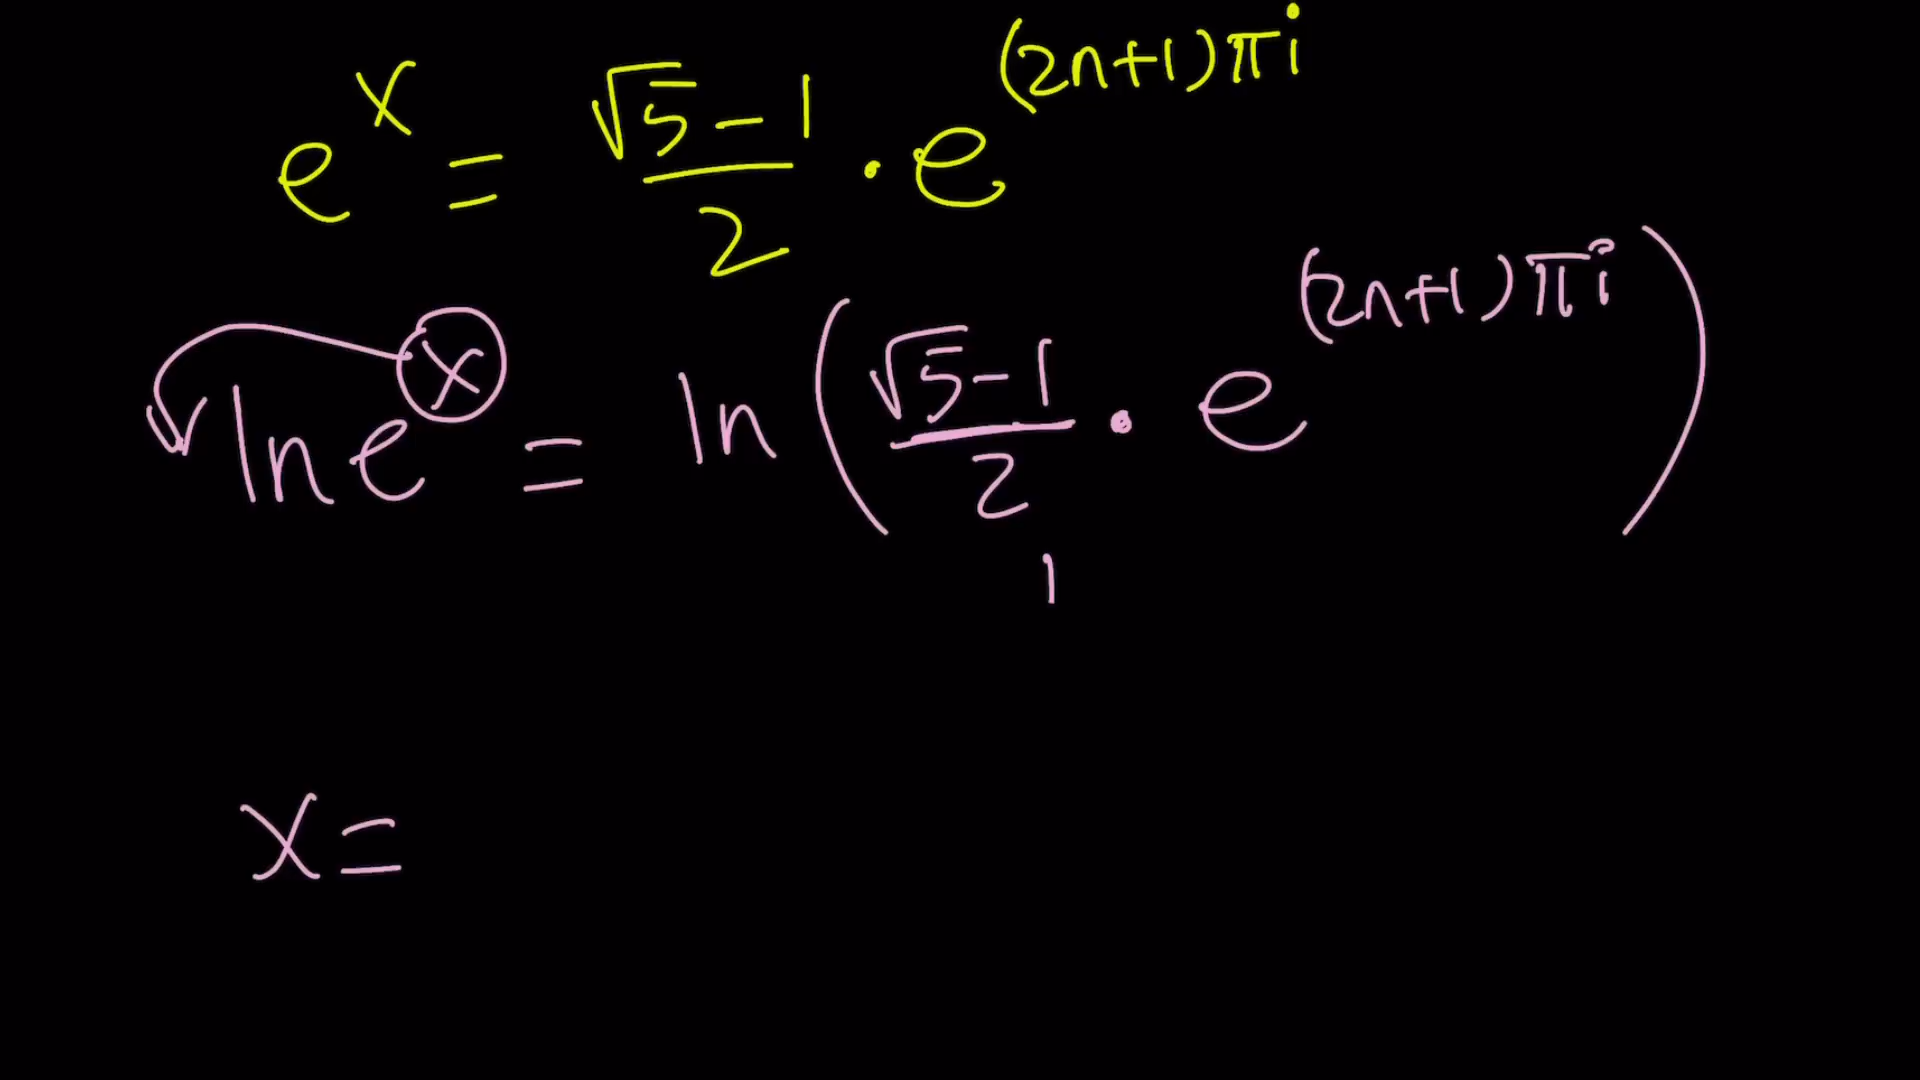 e^x = (√5 - 1)/2 · e^((2n+1)πi)
ln e^x = ln((√5-1)/2 · e^((2n+1)πi))
1
x =